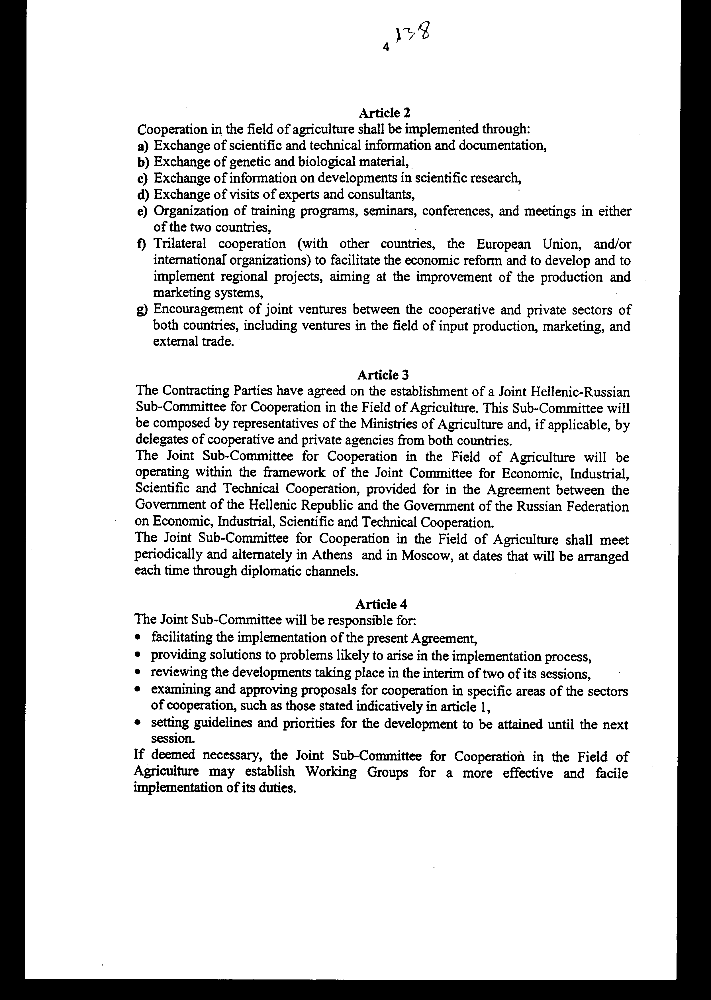 138
4
Article 2
Cooperation in the field of agriculture shall be implemented through:
a) Exchange of scientific and technical information and documentation,
b) Exchange of genetic and biological material,
c) Exchange of information on developments in scientific research,
d) Exchange of visits of experts and consultants,
e) Organization of training programs, seminars, conferences, and meetings in either
of the two countries,
f) Trilateral cooperation (with other countries, the European Union, and/or
international organizations) to facilitate the economic reform and to develop and to
implement regional projects, aiming at the improvement of the production and
marketing systems,
g) Encouragement of joint ventures between the cooperative and private sectors of
both countries, including ventures in the field of input production, marketing, and
external trade.
Article 3
The Contracting Parties have agreed on the establishment of a Joint Hellenic-Russian
Sub-Committee for Cooperation in the Field of Agriculture. This Sub-Committee will
be composed by representatives of the Ministries of Agriculture and, if applicable, by
delegates of cooperative and private agencies from both countries.
The Joint Sub-Committee for Cooperation in the Field of Agriculture will be
operating within the framework of the Joint Committee for Economic, Industrial,
Scientific and Technical Cooperation, provided for in the Agreement between the
Government of the Hellenic Republic and the Government of the Russian Federation
on Economic, Industrial, Scientific and Technical Cooperation.
The Joint Sub-Committee for Cooperation in the Field of Agriculture shall meet
periodically and alternately in Athens and in Moscow, at dates that will be arranged
each time through diplomatic channels.
Article 4
The Joint Sub-Committee will be responsible for:
• facilitating the implementation of the present Agreement,
• providing solutions to problems likely to arise in the implementation process,
• reviewing the developments taking place in the interim of two of its sessions,
• examining and approving proposals for cooperation in specific areas of the sectors
of cooperation, such as those stated indicatively in article 1,
• setting guidelines and priorities for the development to be attained until the next
session.
If deemed necessary, the Joint Sub-Committee for Cooperation in the Field of
Agriculture may establish Working Groups for a more effective and facile
implementation of its duties.